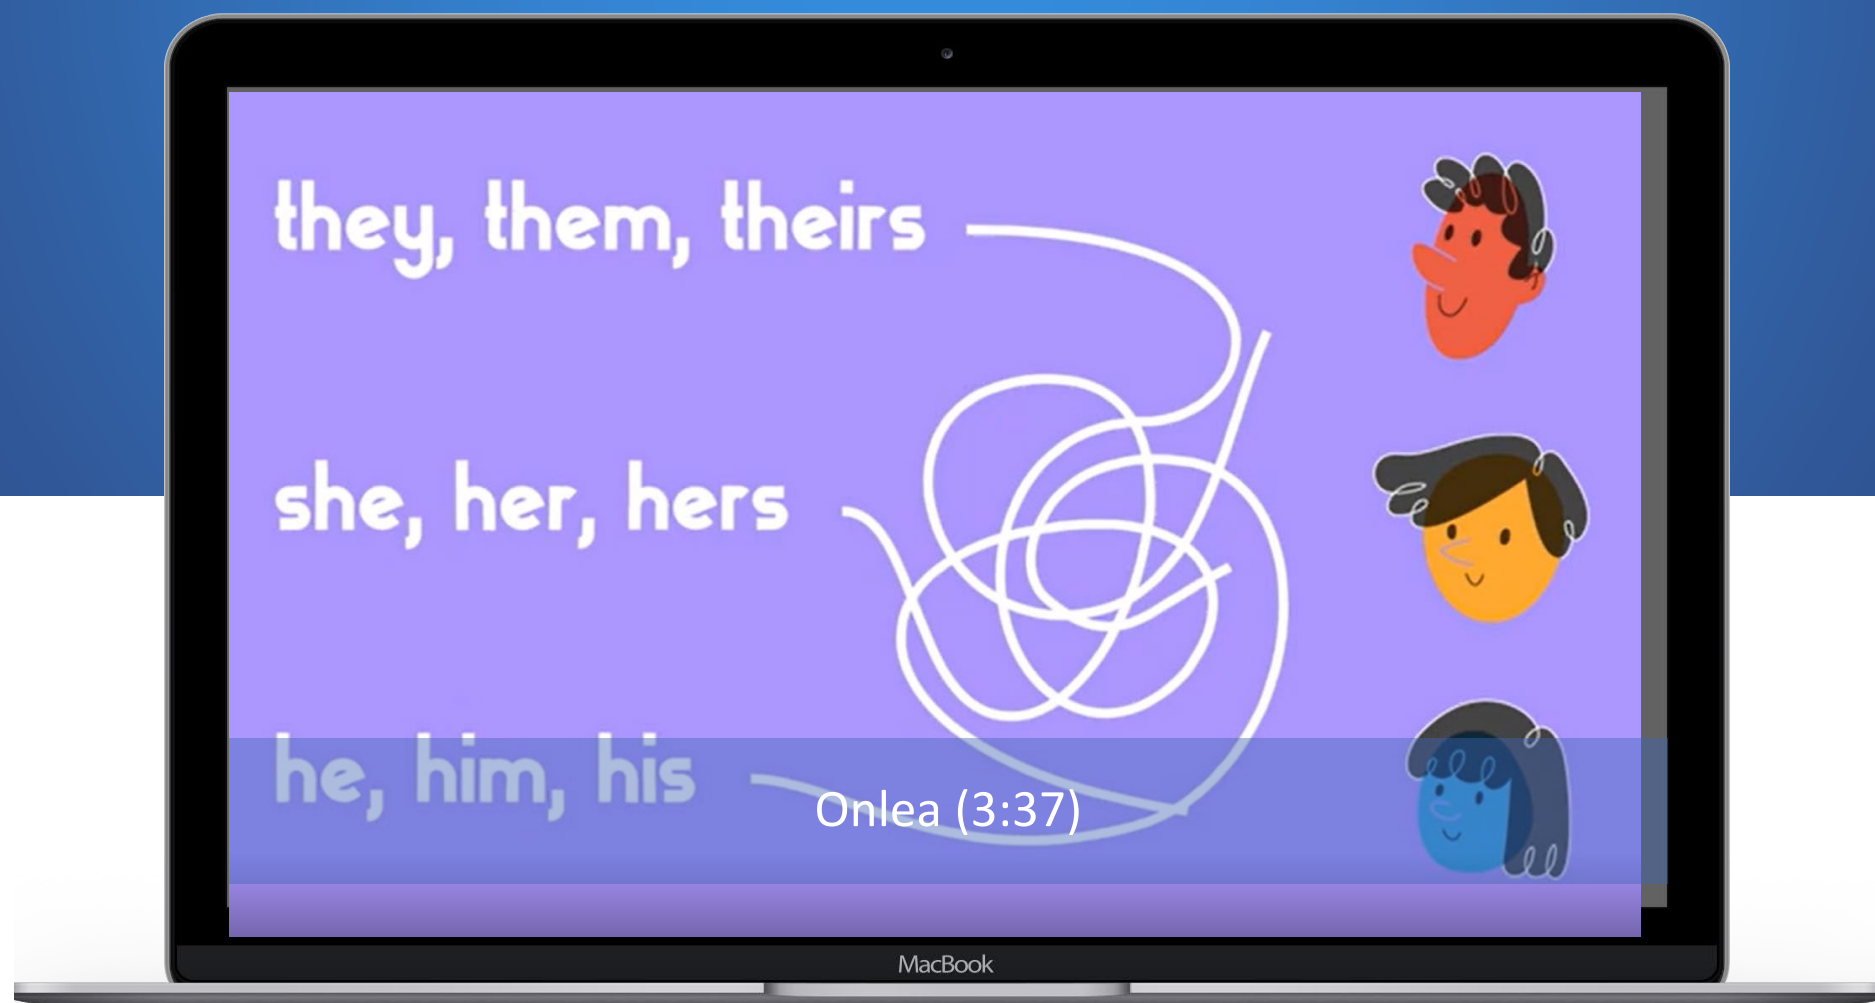 they, them, theirs
she, her, hers
he, him, his
Onlea (3:37)
MacBook